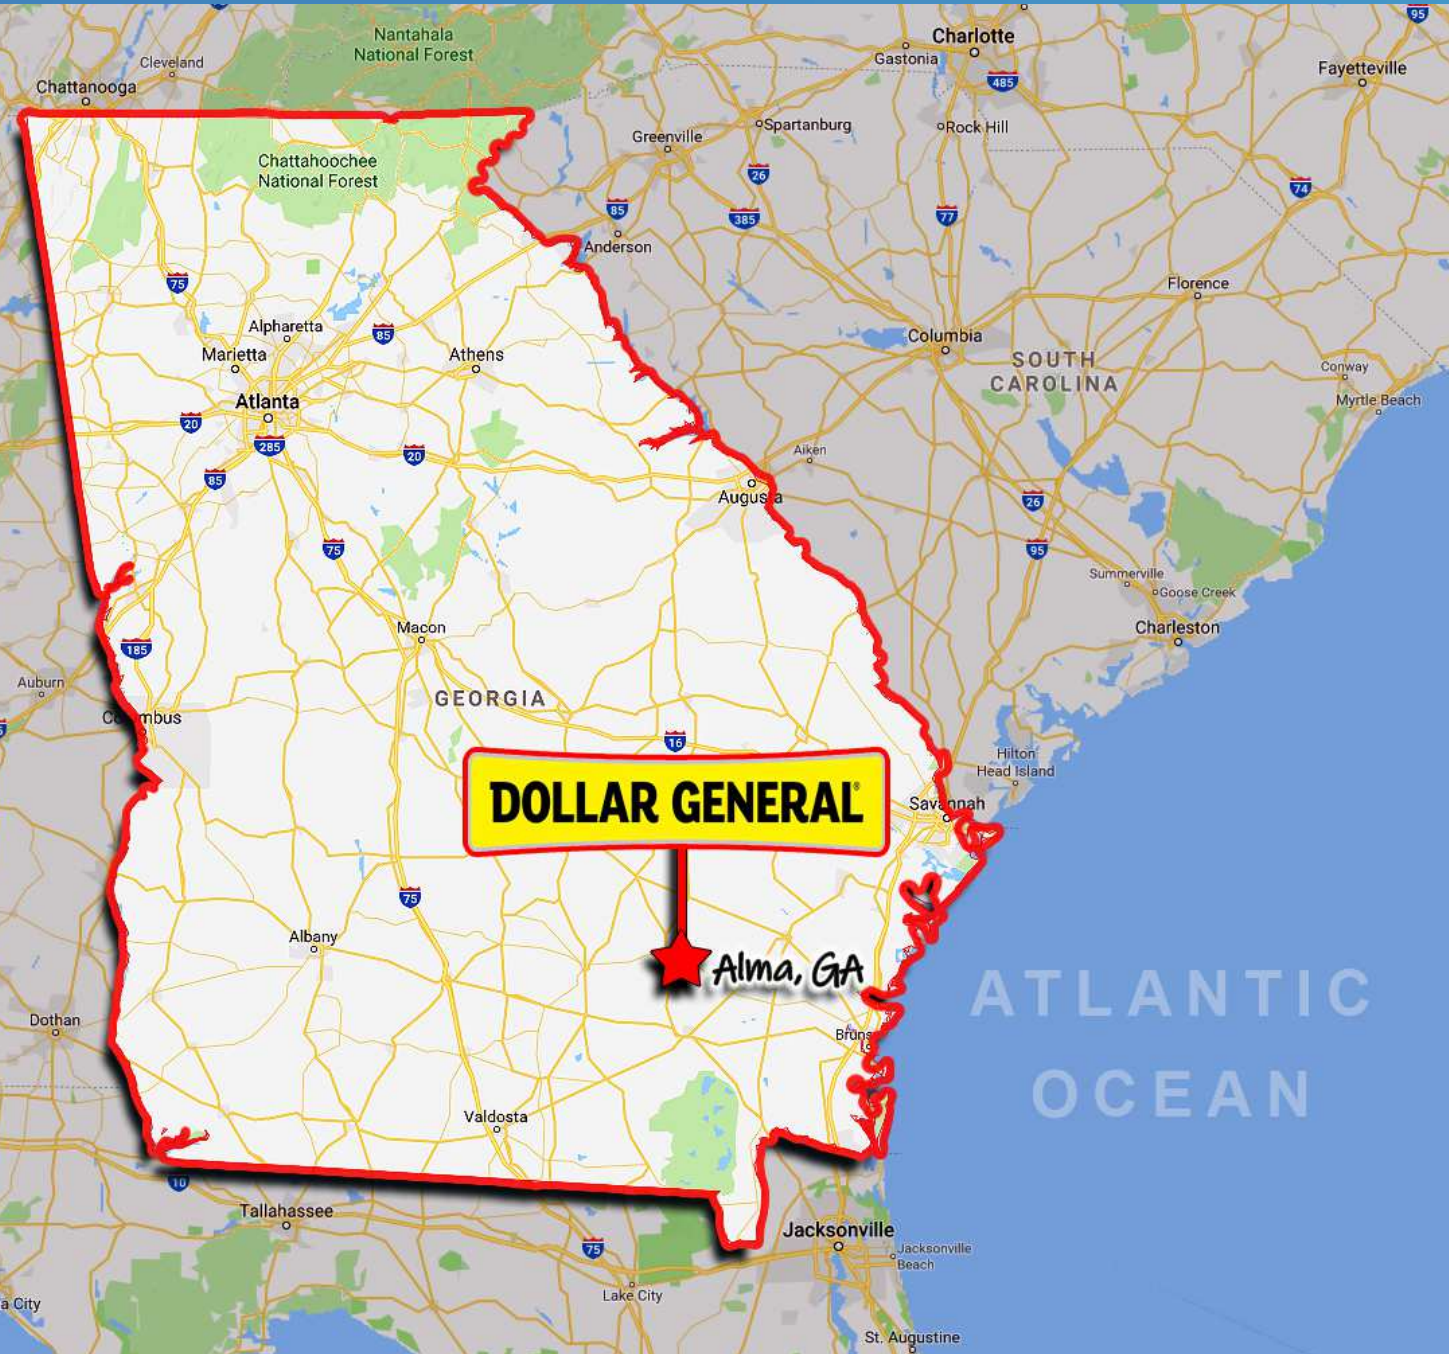 Nantahala
National Forest
Charlotte
95
Cleveland
Gastonia
Fayetteville
Chattanooga
485
Spartanburg
Rock Hill
Greenville
Chattahoochee
National Forest
26
74
85
385
77
Anderson
75
Florence
Alpharetta
85
Columbia
Marietta
Athens
SOUTH
CAROLINA
Conway
Atlanta
Myrtle Beach
20
285
20
Aiken
85
Augusta
26
75
95
Summerville
Goose Creek
Macon
Charleston
185
Auburn
GEORGIA
Columbus
16
Hilton
Head Island
DOLLAR GENERAL®
Savannah
75
Albany
Alma, GA
ATLANTIC
OCEAN
Dothan
Bruns
Valdosta
10
Tallahassee
Jacksonville
75
Jacksonville
Beach
Lake City
a City
St. Augustine